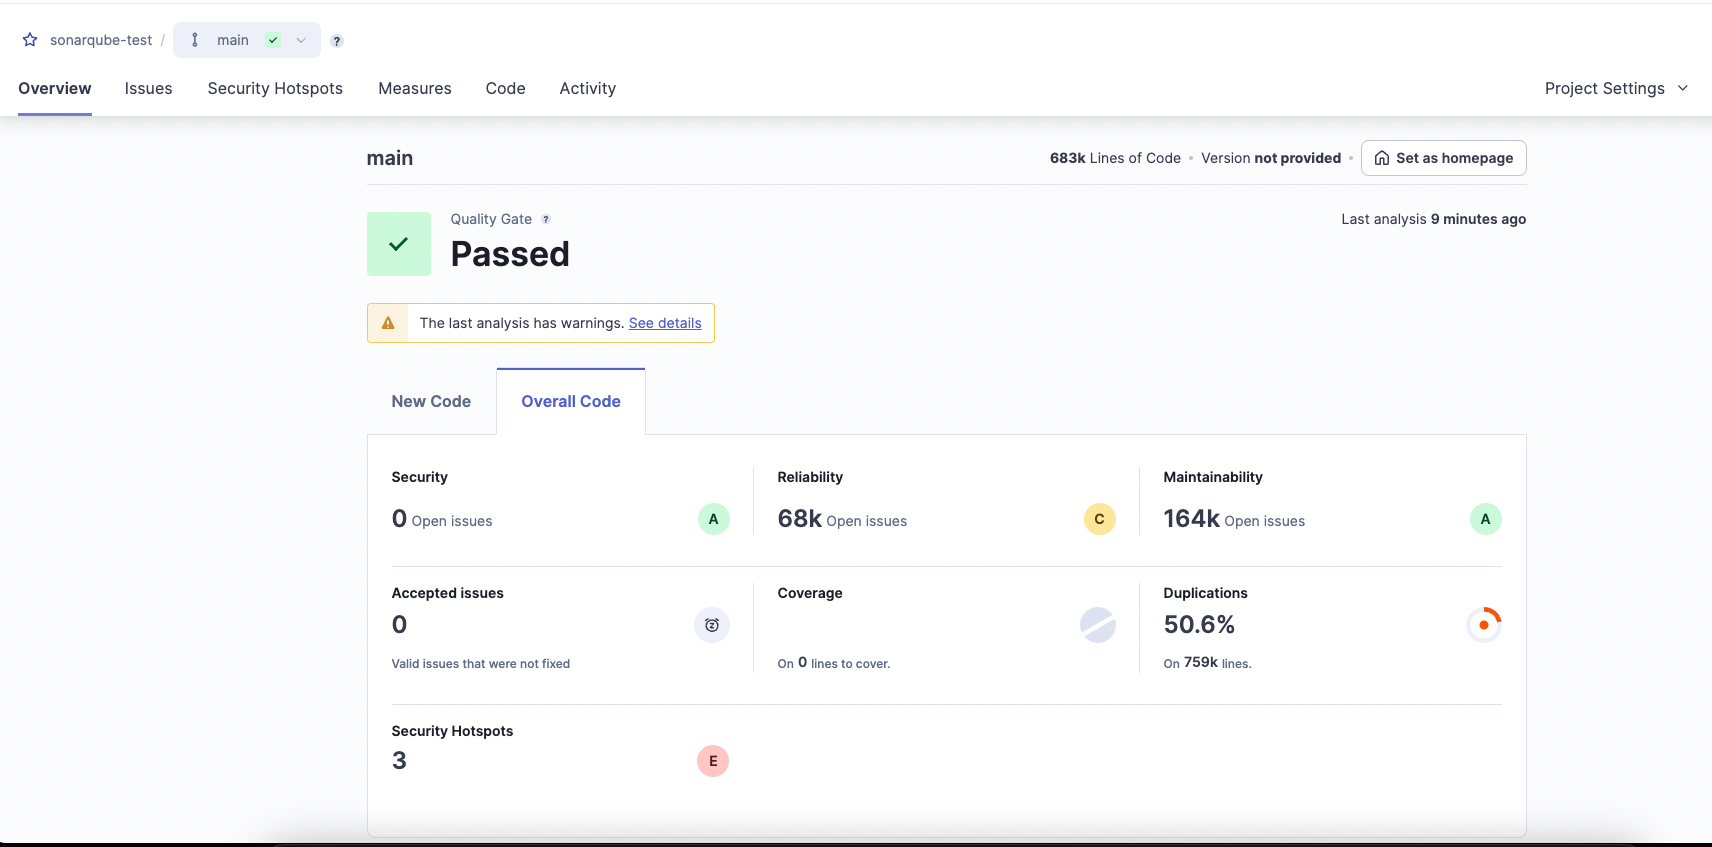 sonarqube-test / main ?
Overview Issues Security Hotspots Measures Code Activity Project Settings
main 683k Lines of Code • Version not provided • Set as homepage
Quality Gate ? Last analysis 9 minutes ago
Passed
The last analysis has warnings. See details
New Code Overall Code
Security Reliability Maintainability
0 Open issues A 68k Open issues C 164k Open issues A
Accepted issues Coverage Duplications
0 50.6%
Valid issues that were not fixed On 0 lines to cover. On 759k lines.
Security Hotspots
3 E